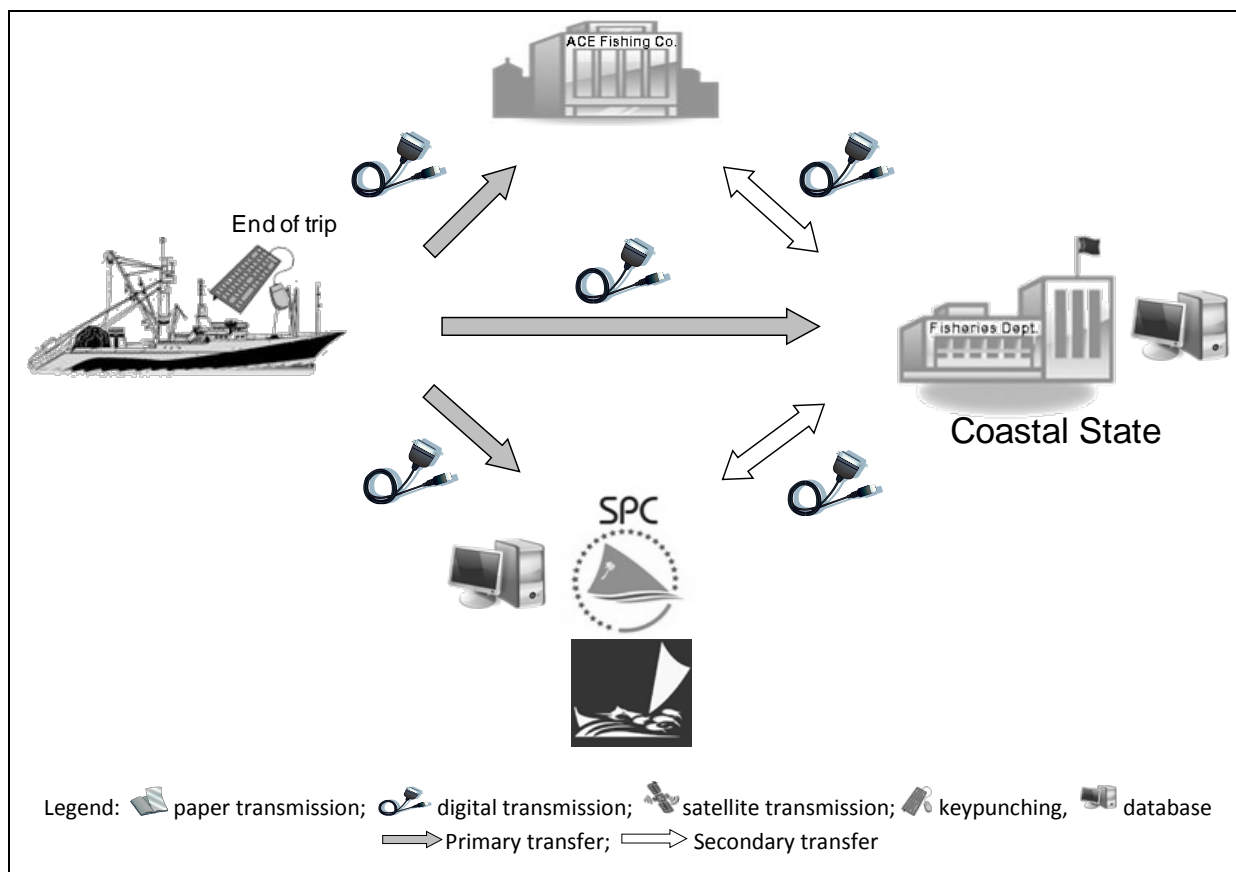 ACE Fishing Co.
End of trip
Fisheries Dept.
Coastal State
SPC
Legend: paper transmission; digital transmission; satellite transmission; keypunching, database
Primary transfer; Secondary transfer